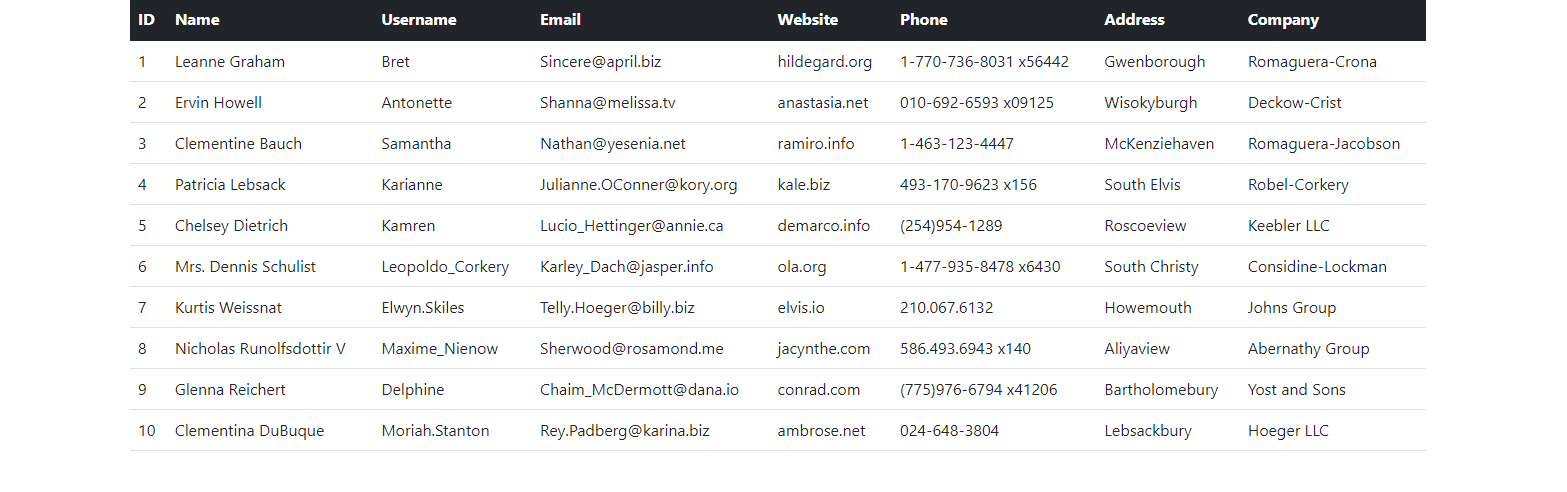 ID Name Username Email Website Phone Address Company
1 Leanne Graham Bret Sincere@april.biz hildegard.org 1-770-736-8031 x56442 Gwenborough Romaguera-Crona
2 Ervin Howell Antonette Shanna@melissa.tv anastasia.net 010-692-6593 x09125 Wisokyburgh Deckow-Crist
3 Clementine Bauch Samantha Nathan@yesenia.net ramiro.info 1-463-123-4447 McKenziehaven Romaguera-Jacobson
4 Patricia Lebsack Karianne Julianne.OConner@kory.org kale.biz 493-170-9623 x156 South Elvis Robel-Corkery
5 Chelsey Dietrich Kamren Lucio_Hettinger@annie.ca demarco.info (254)954-1289 Roscoeview Keebler LLC
6 Mrs. Dennis Schulist Leopoldo_Corkery Karley_Dach@jasper.info ola.org 1-477-935-8478 x6430 South Christy Considine-Lockman
7 Kurtis Weissnat Elwyn.Skiles Telly.Hoeger@billy.biz elvis.io 210.067.6132 Howemouth Johns Group
8 Nicholas Runolfsdottir V Maxime_Nienow Sherwood@rosamond.me jacynthe.com 586.493.6943 x140 Aliyaview Abernathy Group
9 Glenna Reichert Delphine Chaim_McDermott@dana.io conrad.com (775)976-6794 x41206 Bartholomebury Yost and Sons
10 Clementina DuBuque Moriah.Stanton Rey.Padberg@karina.biz ambrose.net 024-648-3804 Lebsackbury Hoeger LLC